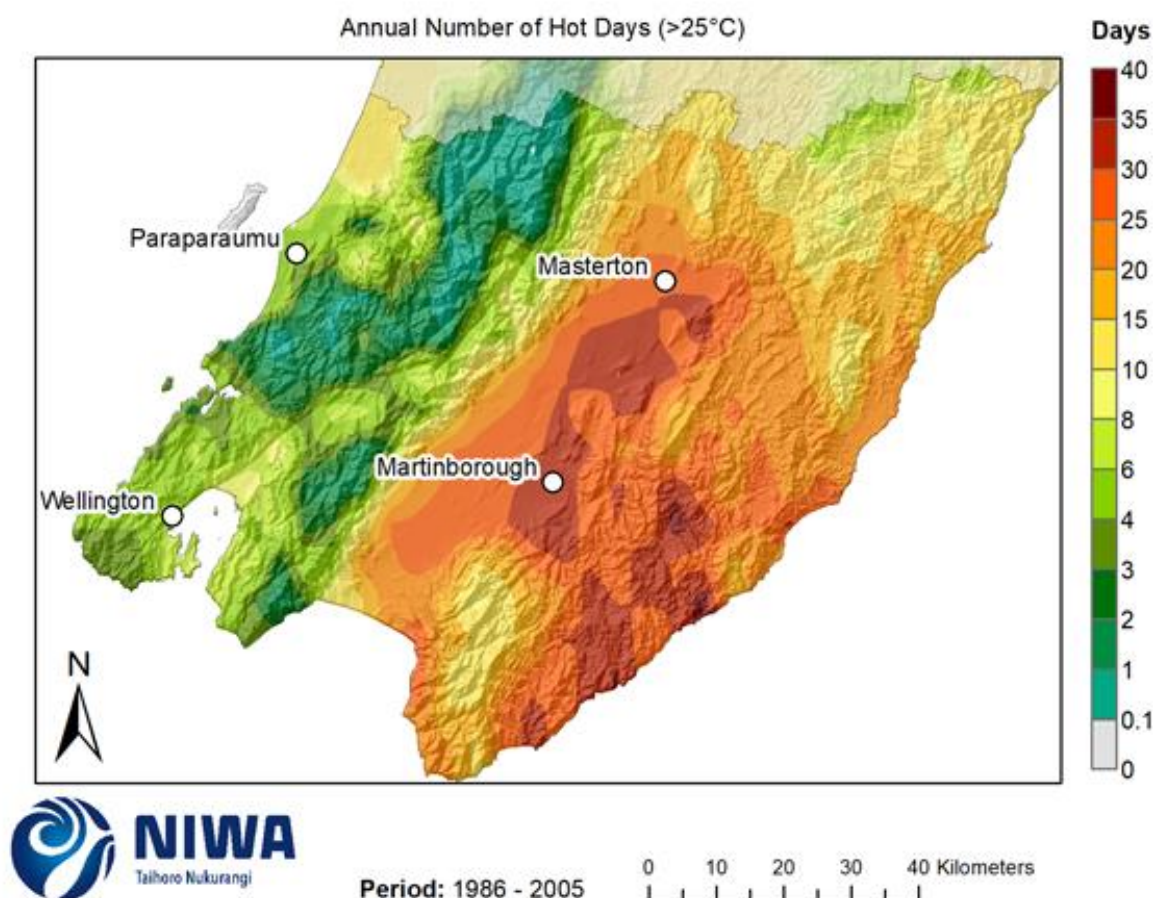 Annual Number of Hot Days (>25°C)
Days
40
35
30
25
20
15
10
8
6
4
3
2
1
0.1
0
Paraparaumu
Masterton
Martinborough
Wellington
N
NIWA
Taihoro Nukurangi
Period: 1986 - 2005
0 10 20 30 40 Kilometers